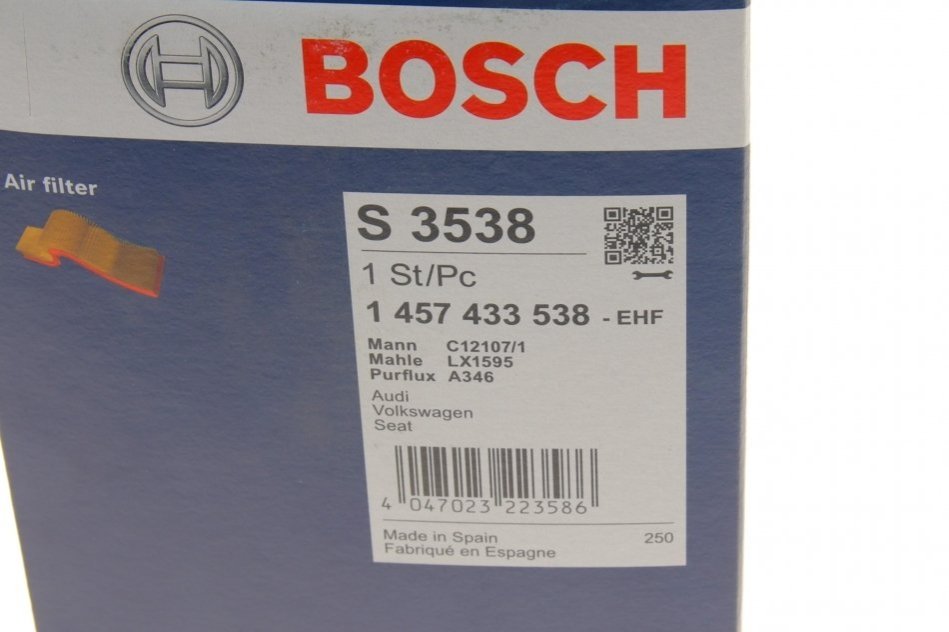 BOSCH
Air filter
S 3538
1 St/Pc
1 457 433 538 - EHF
Mann C12107/1
Mahle LX1595
Purflux A346
Audi
Volkswagen
Seat
4 047023 223586
Made in Spain 250
Fabriqué en Espagne